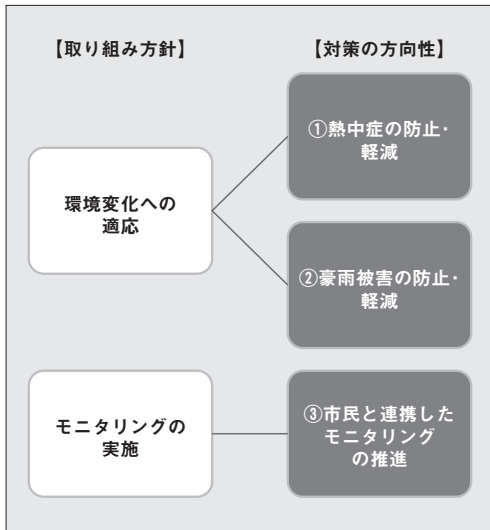 【取り組み方針】
【対策の方向性】
環境変化への
適応
①熱中症の防止・
軽減
②豪雨被害の防止・
軽減
モニタリングの
実施
③市民と連携した
モニタリング
の推進